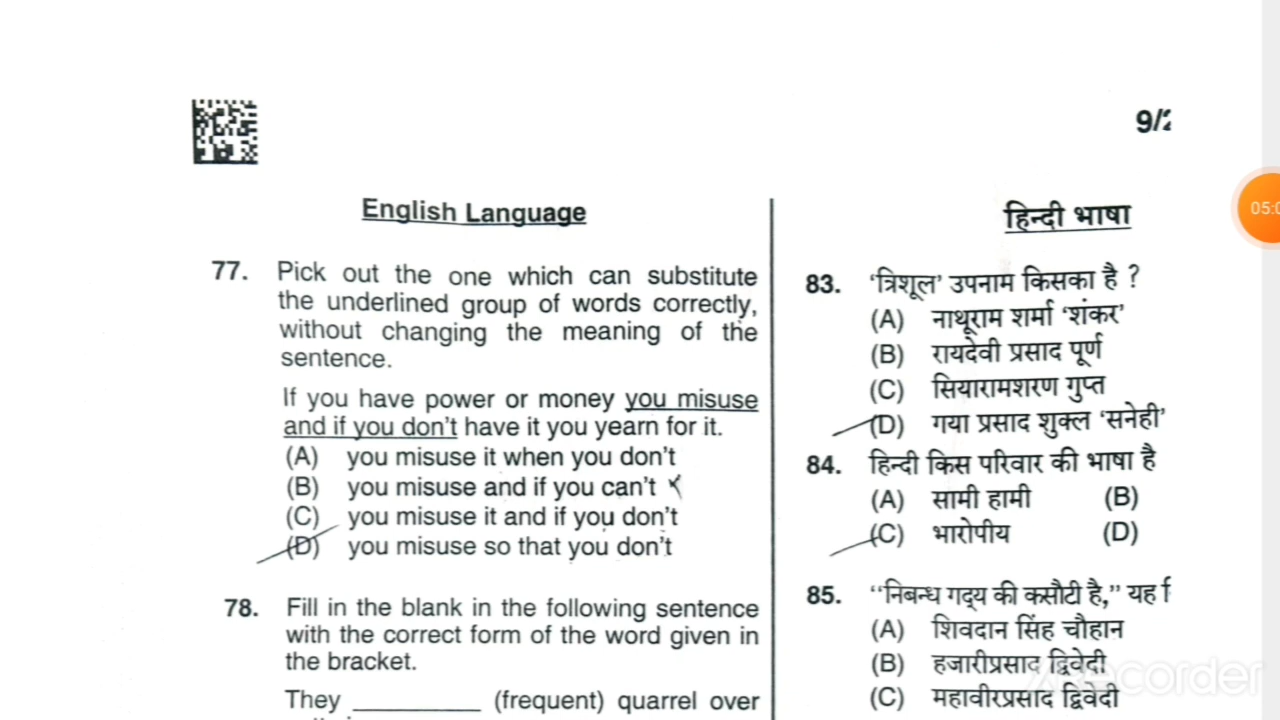 9/2
English Language
77. Pick out the one which can substitute
the underlined group of words correctly,
without changing the meaning of the
sentence.
If you have power or money you misuse
and if you don't have it you yearn for it.
(A) you misuse it when you don't
(B) you misuse and if you can't
(C) you misuse it and if you don't
(D) you misuse so that you don't
78. Fill in the blank in the following sentence
with the correct form of the word given in
the bracket.
They _________ (frequent) quarrel over
हिन्दी भाषा
83. ‘त्रिशूल’ उपनाम किसका है ?
(A) नाथूराम शर्मा ‘शंकर’
(B) रायदेवी प्रसाद पूर्ण
(C) सियारामशरण गुप्त
(D) गया प्रसाद शुक्ल ‘सनेही’
84. हिन्दी किस परिवार की भाषा है
(A) सामी हामी (B)
(C) भारोपीय (D)
85. “निबन्ध गद्य की कसौटी है,” यह
(A) शिवदान सिंह चौहान
(B) हजारीप्रसाद द्विवेदी
(C) महावीरप्रसाद द्विवेदी
05:0
XRecorder